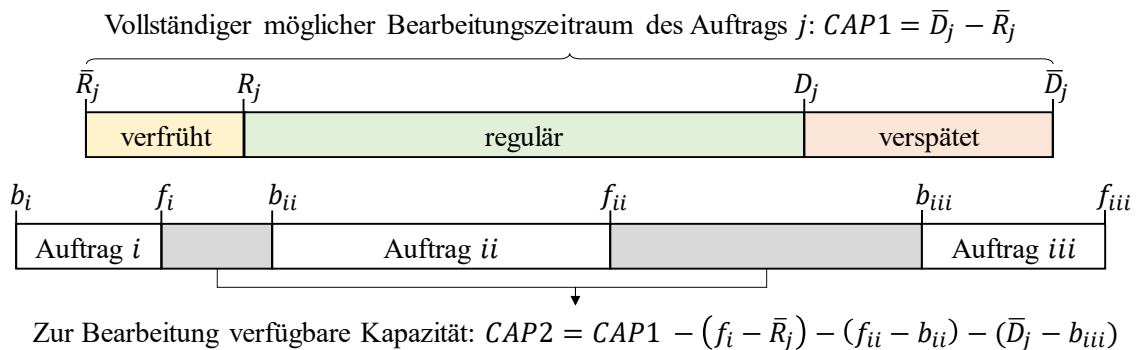 Vollständiger möglicher Bearbeitungszeitraum des Auftrags j: CAP1 = D̅ⱼ − R̅ⱼ
R̅ⱼ Rⱼ Dⱼ D̅ⱼ
verfrüht regulär verspätet
bᵢ fᵢ bᵢᵢ fᵢᵢ bᵢᵢᵢ fᵢᵢᵢ
Auftrag i Auftrag ii Auftrag iii
Zur Bearbeitung verfügbare Kapazität: CAP2 = CAP1 − (fᵢ − R̅ⱼ) − (fᵢᵢ − bᵢᵢ) − (D̅ⱼ − bᵢᵢᵢ)